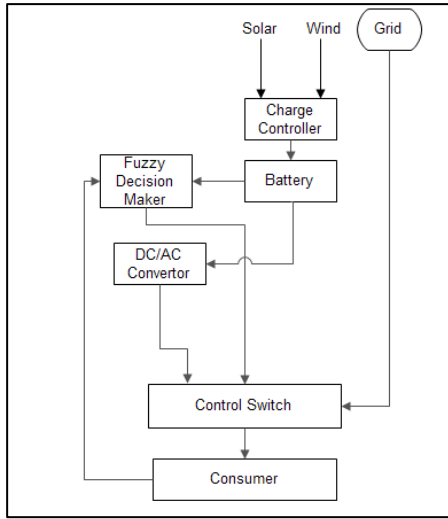 Solar
Wind
Grid
Charge
Controller
Fuzzy
Decision
Maker
Battery
DC/AC
Convertor
Control Switch
Consumer